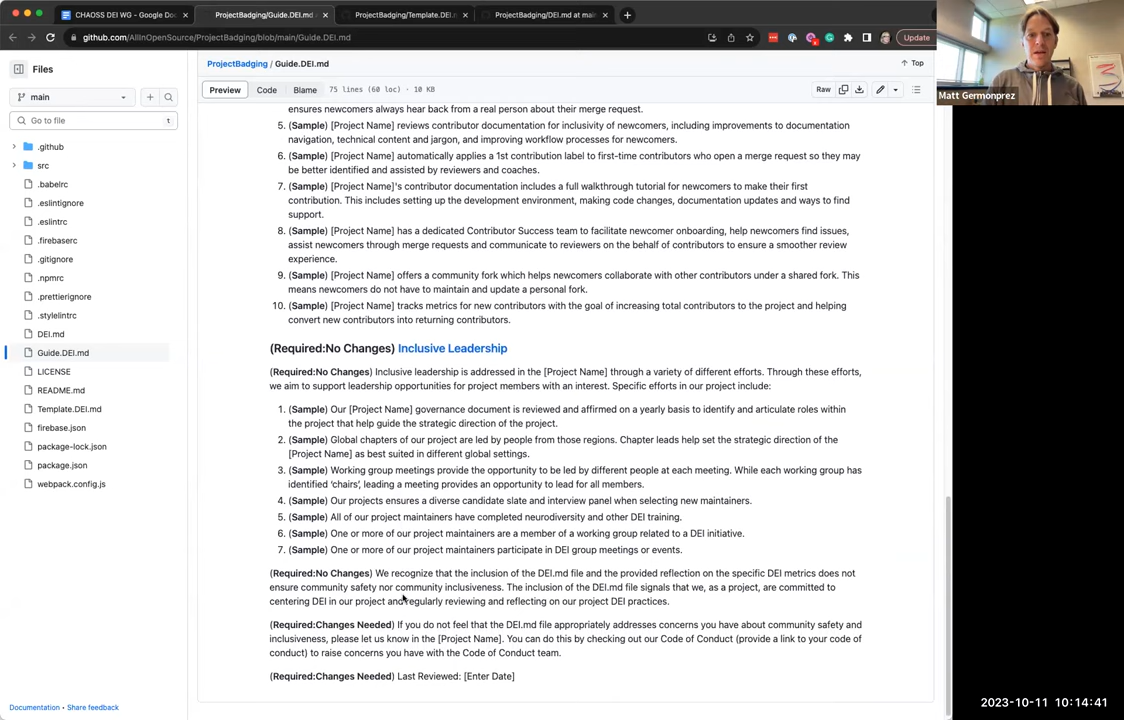 CHAOSS DEI WG - Google Doc
ProjectBadging/Guide.DEI.md
ProjectBadging/Template.DEI.m
ProjectBadging/DEI.md at mai
github.com/AllInOpenSource/ProjectBadging/blob/main/Guide.DEI.md
Update
Matt Germonprez
Files
main
Go to file
t
.github
src
.babelrc
.eslintignore
.eslintrc
.firebaserc
.gitignore
.npmrc
.prettierignore
.stylelintrc
DEI.md
Guide.DEI.md
LICENSE
README.md
Template.DEI.md
firebase.json
package-lock.json
package.json
webpack.config.js
Documentation • Share feedback
ProjectBadging / Guide.DEI.md
Top
Preview
Code
Blame
75 lines (60 loc) · 10 KB
Raw
ensures newcomers always hear back from a real person about their merge request.
5. (Sample) [Project Name] reviews contributor documentation for inclusivity of newcomers, including improvements to documentation
navigation, technical content and jargon, and improving workflow processes for newcomers.
6. (Sample) [Project Name] automatically applies a 1st contribution label to first-time contributors who open a merge request so they may
be better identified and assisted by reviewers and coaches.
7. (Sample) [Project Name]'s contributor documentation includes a full walkthrough tutorial for newcomers to make their first
contribution. This includes setting up the development environment, making code changes, documentation updates and ways to find
support.
8. (Sample) [Project Name] has a dedicated Contributor Success team to facilitate newcomer onboarding, help newcomers find issues,
assist newcomers through merge requests and communicate to reviewers on the behalf of contributors to ensure a smoother review
experience.
9. (Sample) [Project Name] offers a community fork which helps newcomers collaborate with other contributors under a shared fork. This
means newcomers do not have to maintain and update a personal fork.
10. (Sample) [Project Name] tracks metrics for new contributors with the goal of increasing total contributors to the project and helping
convert new contributors into returning contributors.
(Required:No Changes) Inclusive Leadership
(Required:No Changes) Inclusive leadership is addressed in the [Project Name] through a variety of different efforts. Through these efforts,
we aim to support leadership opportunities for project members with an interest. Specific efforts in our project include:
1. (Sample) Our [Project Name] governance document is reviewed and affirmed on a yearly basis to identify and articulate roles within
the project that help guide the strategic direction of the project.
2. (Sample) Global chapters of our project are led by people from those regions. Chapter leads help set the strategic direction of the
[Project Name] as best suited in different global settings.
3. (Sample) Working group meetings provide the opportunity to be led by different people at each meeting. While each working group has
identified ‘chairs’, leading a meeting provides an opportunity to lead for all members.
4. (Sample) Our projects ensures a diverse candidate slate and interview panel when selecting new maintainers.
5. (Sample) All of our project maintainers have completed neurodiversity and other DEI training.
6. (Sample) One or more of our project maintainers are a member of a working group related to a DEI initiative.
7. (Sample) One or more of our project maintainers participate in DEI group meetings or events.
(Required:No Changes) We recognize that the inclusion of the DEI.md file and the provided reflection on the specific DEI metrics does not
ensure community safety nor community inclusiveness. The inclusion of the DEI.md file signals that we, as a project, are committed to
centering DEI in our project and regularly reviewing and reflecting on our project DEI practices.
(Required:Changes Needed) If you do not feel that the DEI.md file appropriately addresses concerns you have about community safety and
inclusiveness, please let us know in the [Project Name]. You can do this by checking out our Code of Conduct (provide a link to your code of
conduct) to raise concerns you have with the Code of Conduct team.
(Required:Changes Needed) Last Reviewed: [Enter Date]
2023-10-11 10:14:41